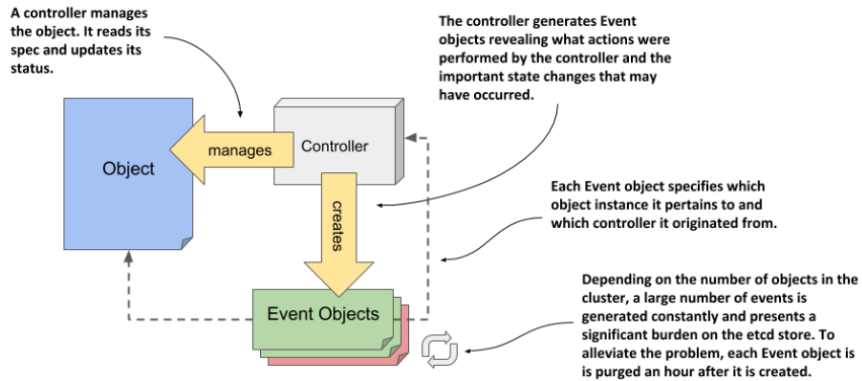 A controller manages
the object. It reads its
spec and updates its
status.
The controller generates Event
objects revealing what actions were
performed by the controller and the
important state changes that may
have occurred.
Object
manages
Controller
creates
Each Event object specifies which
object instance it pertains to and
which controller it originated from.
Event Objects
Depending on the number of objects in the
cluster, a large number of events is
generated constantly and presents a
significant burden on the etcd store. To
alleviate the problem, each Event object is
is purged an hour after it is created.